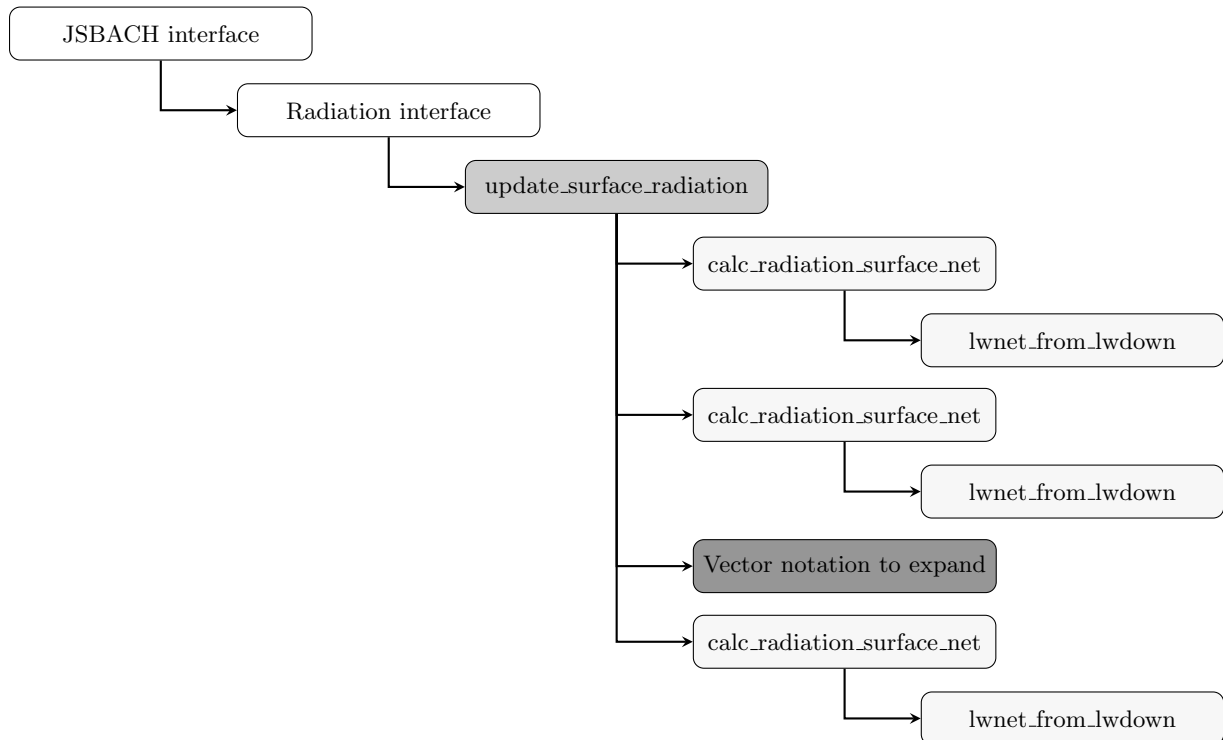 JSBACH interface
Radiation interface
update_surface_radiation
calc_radiation_surface_net
lwnet_from_lwdown
calc_radiation_surface_net
lwnet_from_lwdown
Vector notation to expand
calc_radiation_surface_net
lwnet_from_lwdown